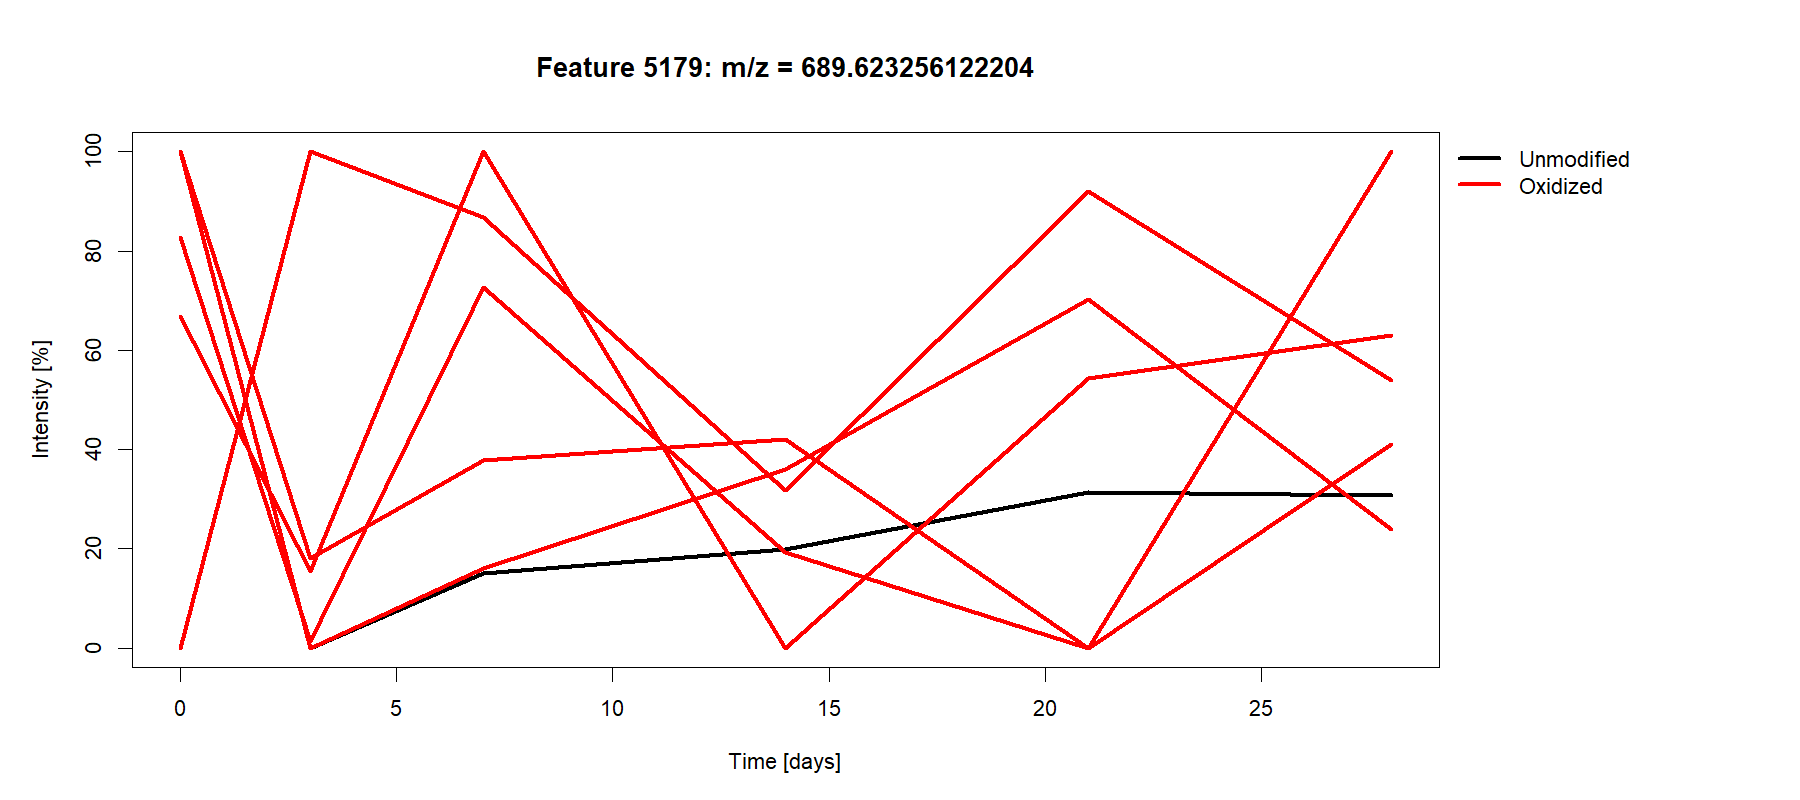 Feature 5179: m/z = 689.623256122204
Unmodified
Oxidized
Intensity [%]
100
80
60
40
20
0
0 5 10 15 20 25
Time [days]